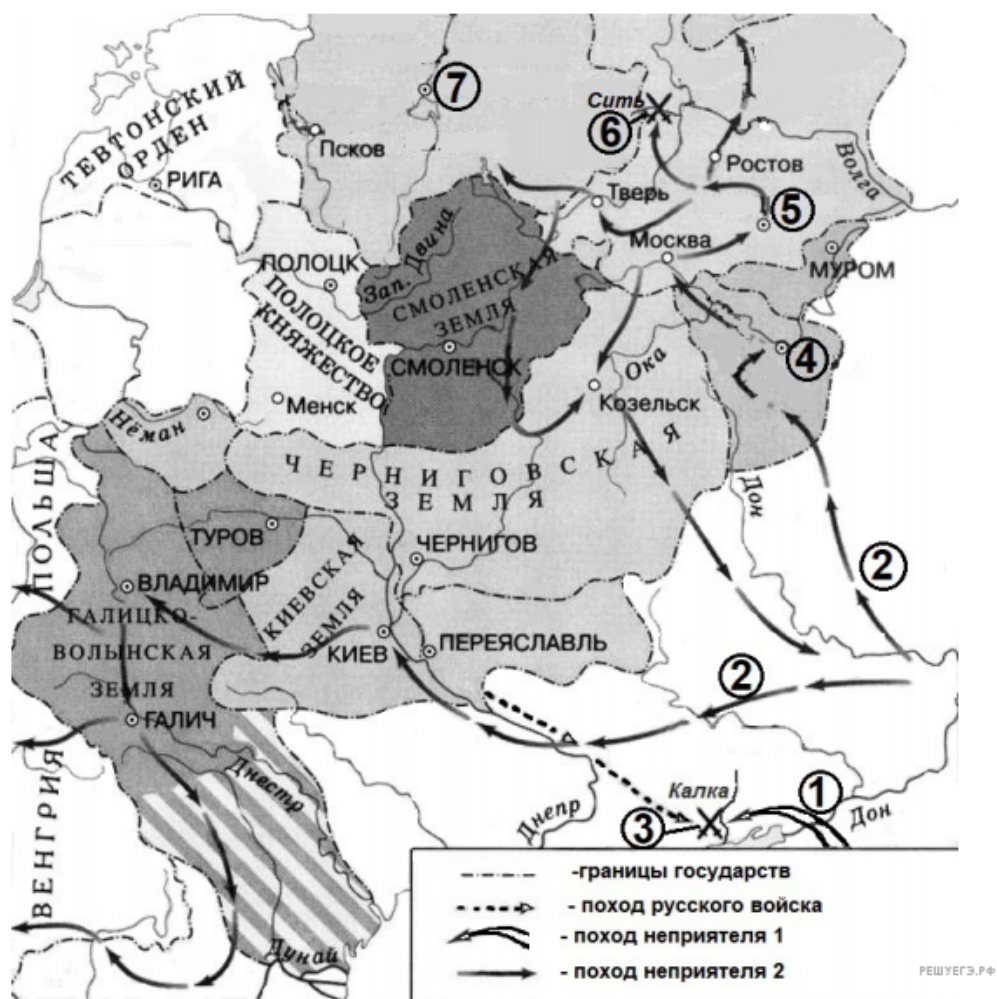 7
Сить
6
ТЕВТОНСКИЙ
ОРДЕН
Псков
РИГА
Ростов
Волга
Тверь
5
Москва
МУРОМ
ПОЛОЦК
Зап. Двина
СМОЛЕНСКАЯ
ЗЕМЛЯ
ПОЛОЦКОЕ
КНЯЖЕСТВО
4
СМОЛЕНСК
Ока
Менск
Козельск
Нёман
ПОЛЬША
ЧЕРНИГОВСКАЯ
ЗЕМЛЯ
Дон
ТУРОВ
ЧЕРНИГОВ
2
ВЛАДИМИР
КИЕВСКАЯ
ЗЕМЛЯ
ГАЛИЦКО-
ВОЛЫНСКАЯ
ЗЕМЛЯ
КИЕВ
ПЕРЕЯСЛАВЛЬ
2
ГАЛИЧ
ВЕНГРИЯ
Днестр
Днепр
Калка
1
3
Дон
Дунай
-границы государств
- поход русского войска
- поход неприятеля 1
- поход неприятеля 2
РЕШУЕГЭ.РФ